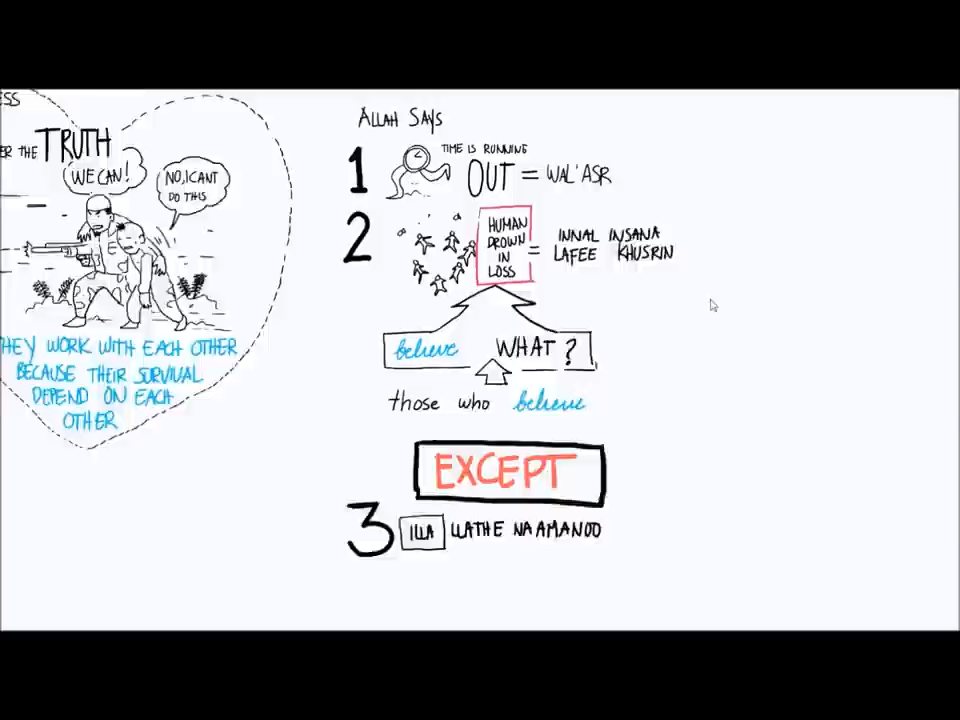 ESS
ER THE TRUTH
WE CAN!
NO, I CANT
DO THIS
HEY WORK WITH EACH OTHER
BECAUSE THEIR SURVIVAL
DEPEND ON EACH
OTHER
ALLAH SAYS
1
TIME IS RUNNING
OUT = WAL'ASR
2
HUMAN
DROWN
IN
LOSS
=
INNAL INSANA
LAFEE KHUSRIN
believe WHAT?
those who believe
EXCEPT
3 ILLA LLATHE NA AMANOO